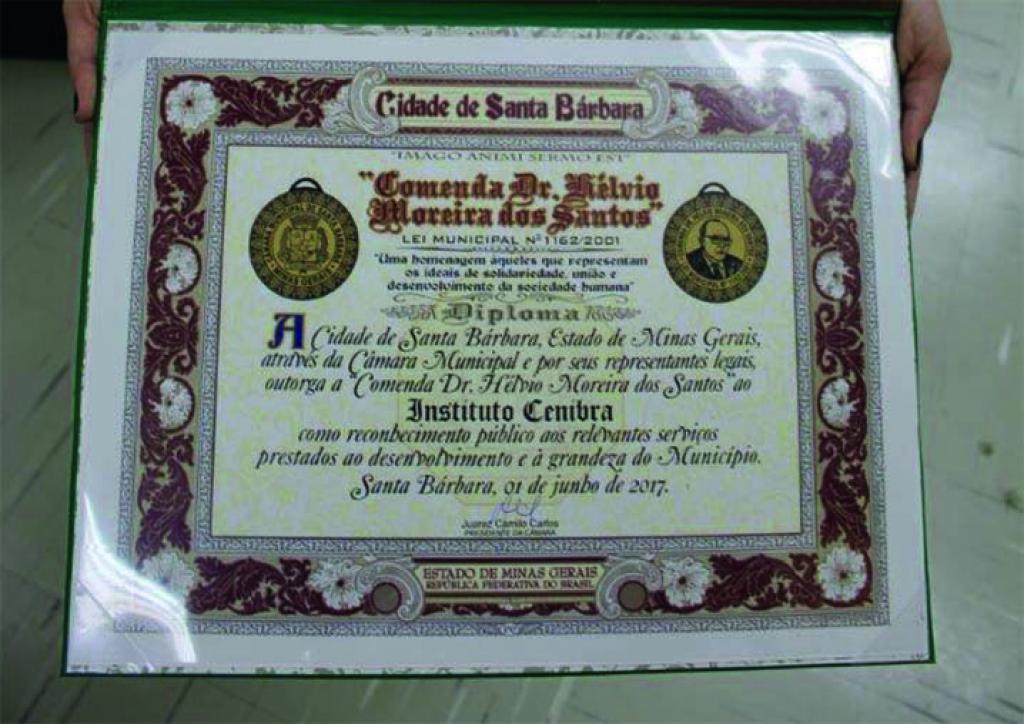 Cidade de Santa Bárbara
"IMAGO ANIMI SERMO EST"
"Comenda Dr. Hélvio
Moreira dos Santos"
LEI MUNICIPAL Nº 1162/2001
"Uma homenagem àqueles que representam
os ideais de solidariedade, união e
desenvolvimento da sociedade humana"
Diploma
A Cidade de Santa Bárbara, Estado de Minas Gerais,
através da Câmara Municipal e por seus representantes legais,
outorga a "Comenda Dr. Hélvio Moreira dos Santos" ao
Instituto Cenibra
como reconhecimento público aos relevantes serviços
prestados ao desenvolvimento e à grandeza do Município.
Santa Bárbara, 01 de junho de 2017.
Juarez Camilo Carlos
PRESIDENTE DA CÂMARA
ESTADO DE MINAS GERAIS
REPÚBLICA FEDERATIVA DO BRASIL